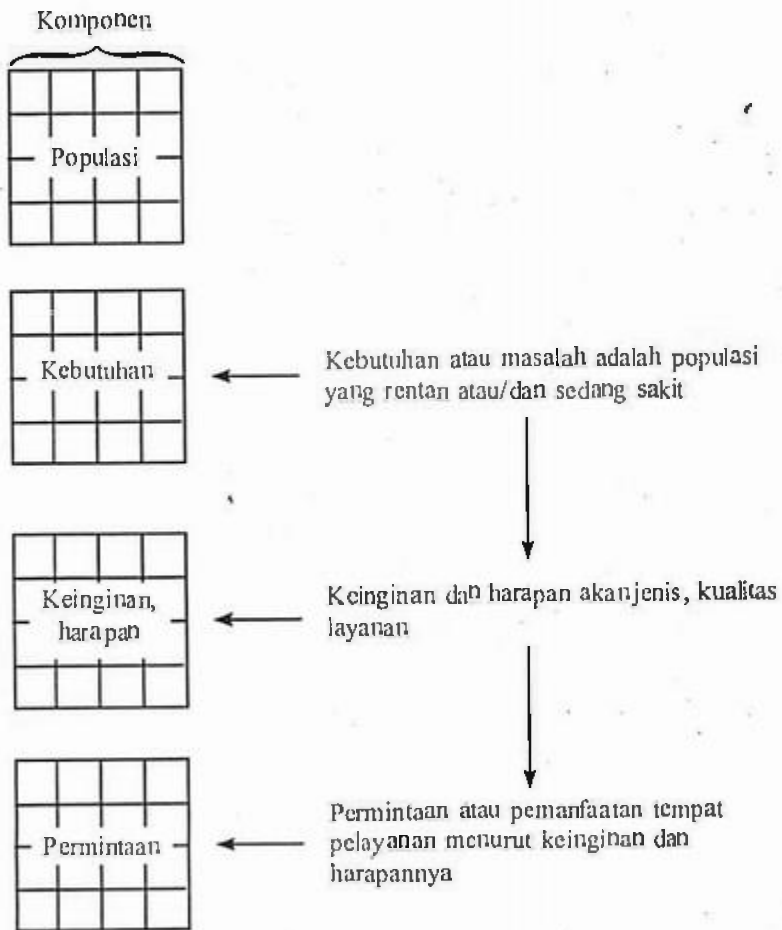 Komponen
Populasi
Kebutuhan
Kebutuhan atau masalah adalah populasi
yang rentan atau/dan sedang sakit
Keinginan,
harapan
Keinginan dan harapan akan jenis, kualitas
layanan
Permintaan
Permintaan atau pemanfaatan tempat
pelayanan menurut keinginan dan
harapannya